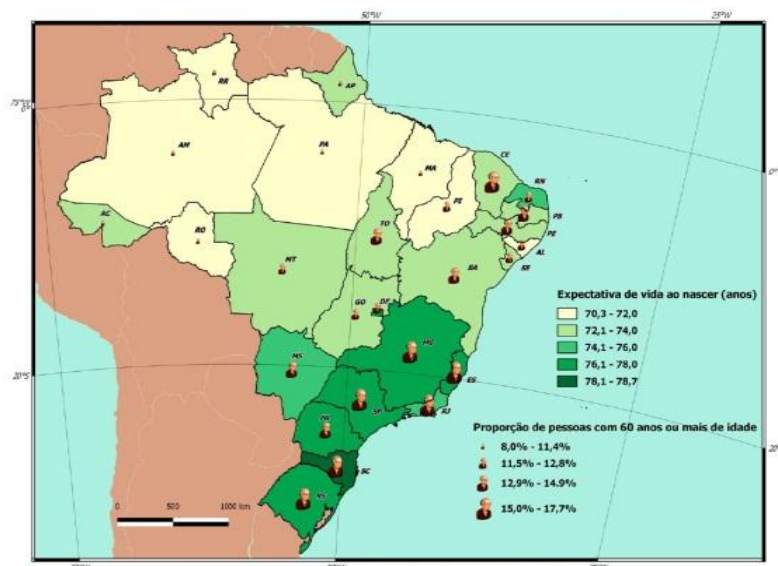 50°W
25°W
75°W
0°
RR
AP
0°
AM
PA
MA
CE
RN
PI
PB
PE
AC
TO
AL
RO
SE
MT
BA
GO
DF
Expectativa de vida ao nascer (anos)
70,3 - 72,0
72,1 - 74,0
MG
74,1 - 76,0
MS
76,1 - 78,0
20°S
ES
78,1 - 78,7
SP
RJ
Proporção de pessoas com 60 anos ou mais de idade
PR
8,0% - 11,4%
20°
11,5% - 12,8%
SC
12,9% - 14,9%
RS
15,0% - 17,7%
0 500 1000 km